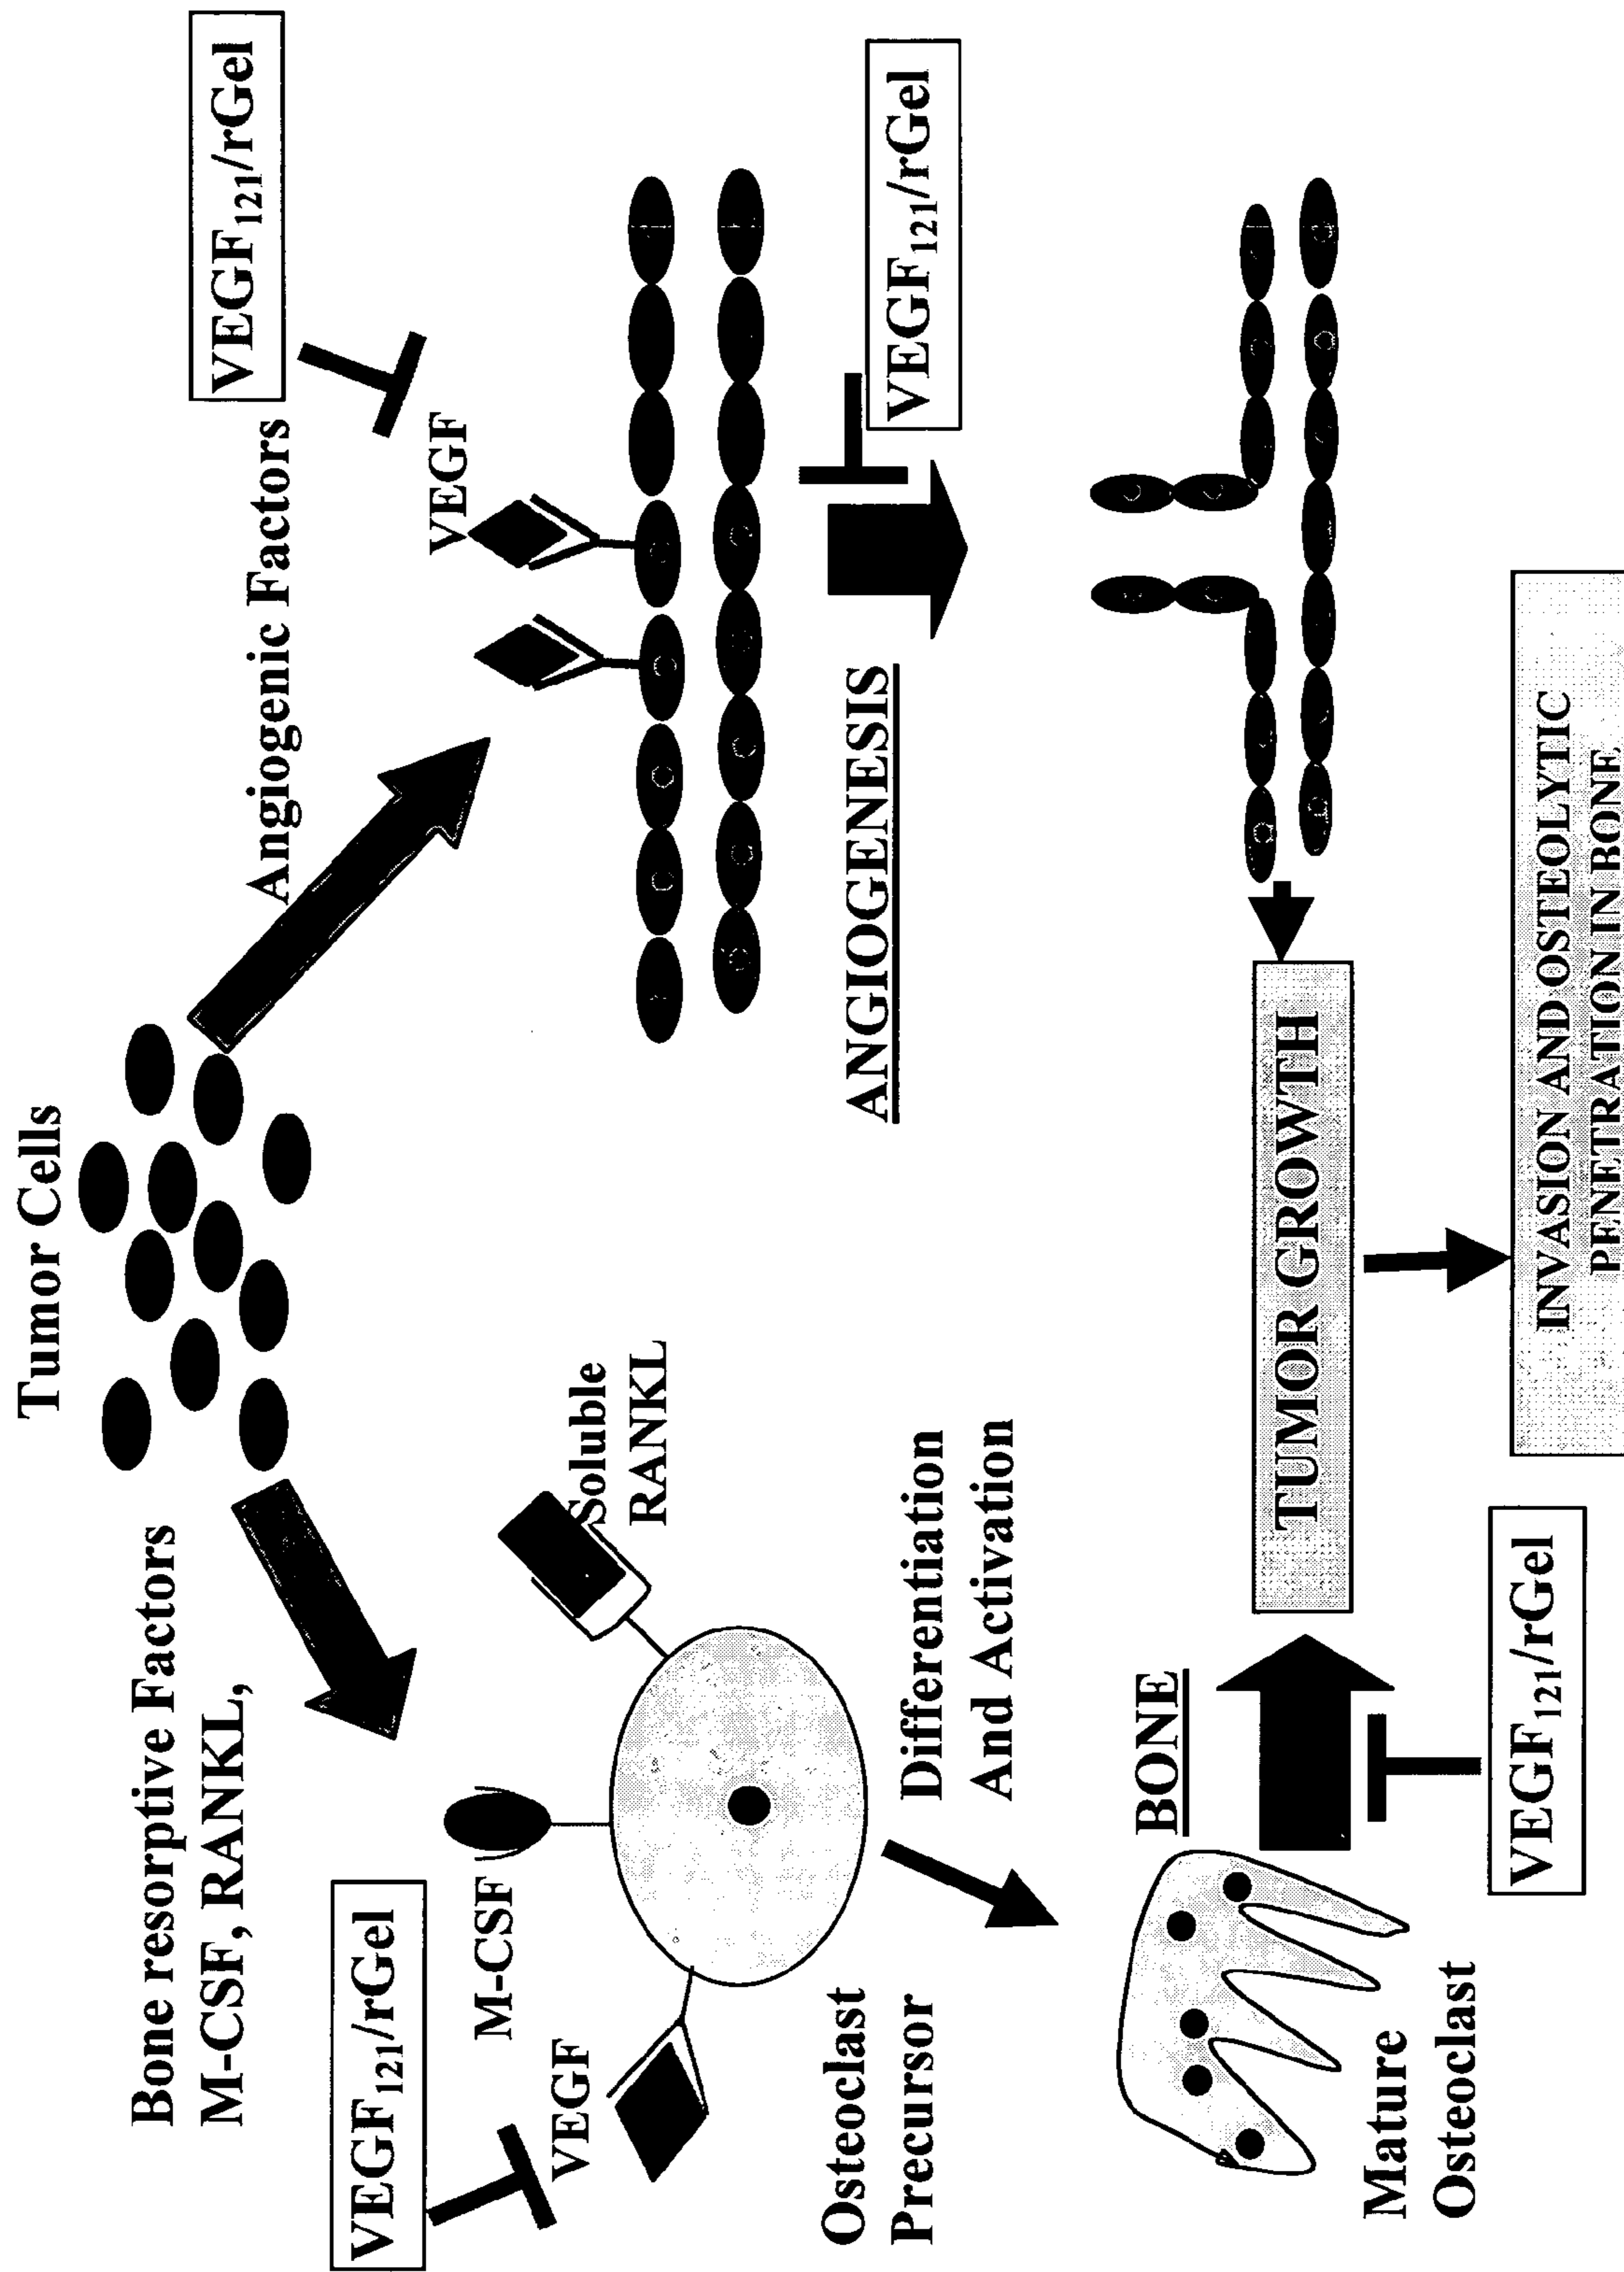 Tumor Cells
Bone resorptive Factors
M-CSF, RANKL,
Angiogenic Factors
VEGF121/rGel
VEGF121/rGel
M-CSF
VEGF
Soluble
RANKL
VEGF
Osteoclast
Precursor
Differentiation
And Activation
ANGIOGENESIS
VEGF121/rGel
BONE
Mature
Osteoclast
VEGF121/rGel
TUMOR GROWTH
INVASION AND OSTEOLYTIC
PENETRATION IN BONE